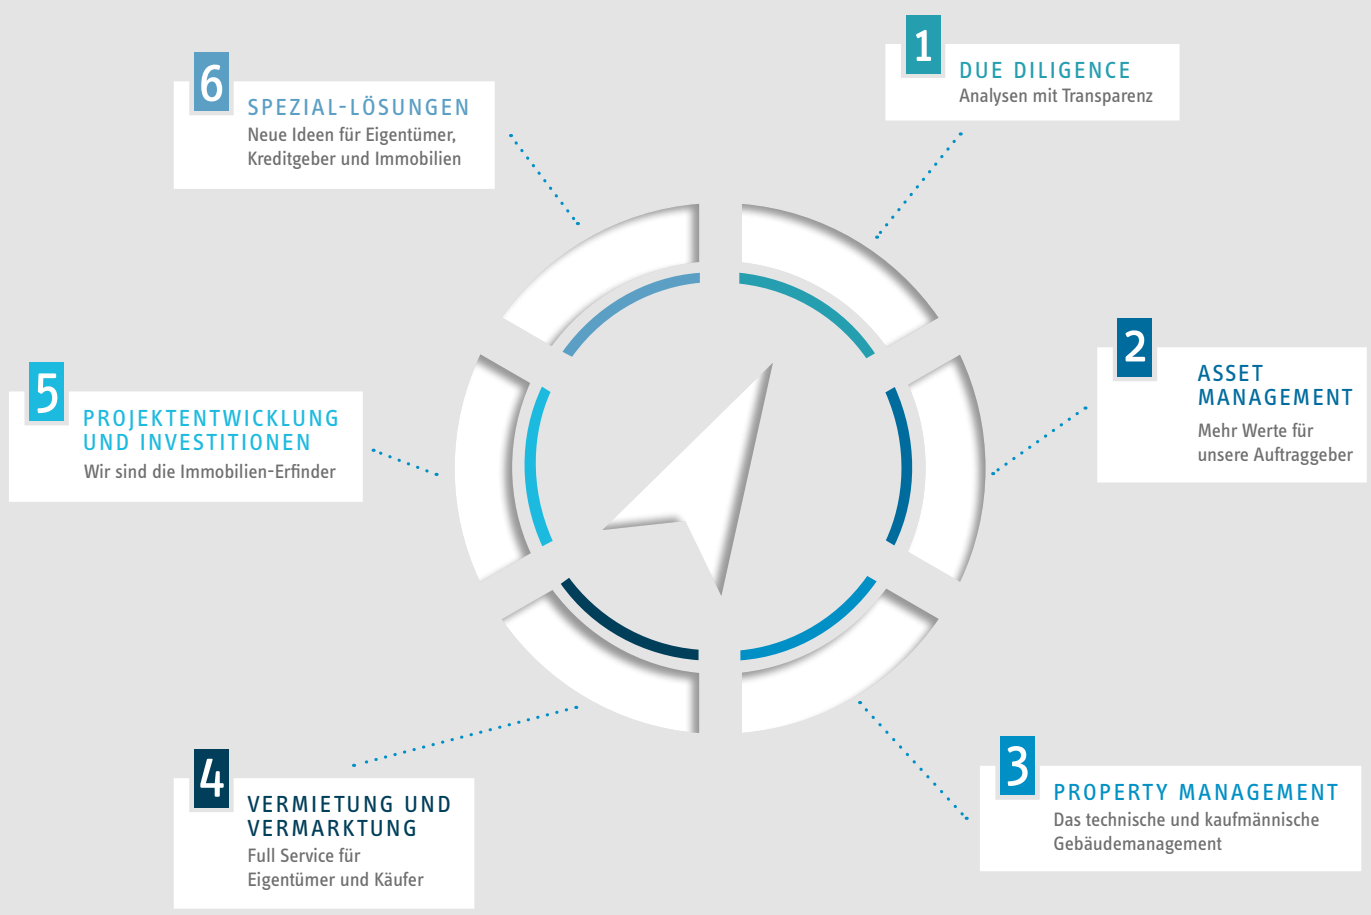 1
DUE DILIGENCE
Analysen mit Transparenz
2
ASSET
MANAGEMENT
Mehr Werte für
unsere Auftraggeber
3
PROPERTY MANAGEMENT
Das technische und kaufmännische
Gebäudemanagement
4
VERMIETUNG UND
VERMARKTUNG
Full Service für
Eigentümer und Käufer
5
PROJEKTENTWICKLUNG
UND INVESTITIONEN
Wir sind die Immobilien-Erfinder
6
SPEZIAL-LÖSUNGEN
Neue Ideen für Eigentümer,
Kreditgeber und Immobilien